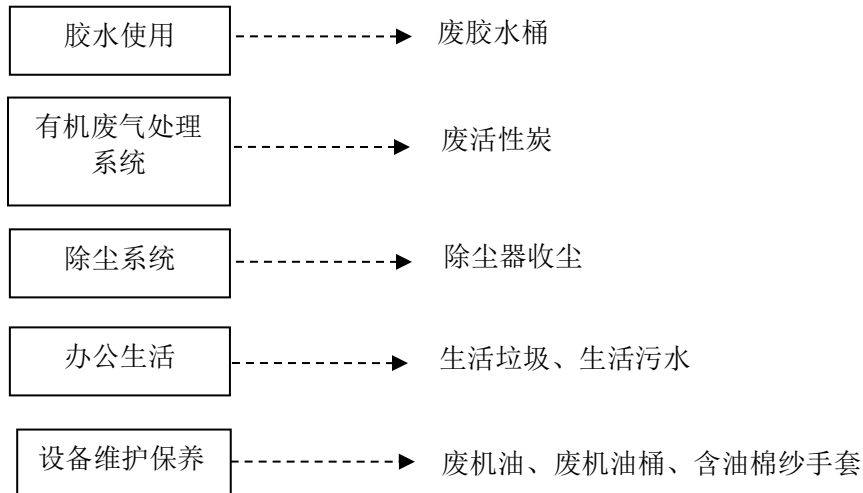 胶水使用
废胶水桶
有机废气处理
系统
废活性炭
除尘系统
除尘器收尘
办公生活
生活垃圾、生活污水
设备维护保养
废机油、废机油桶、含油棉纱手套